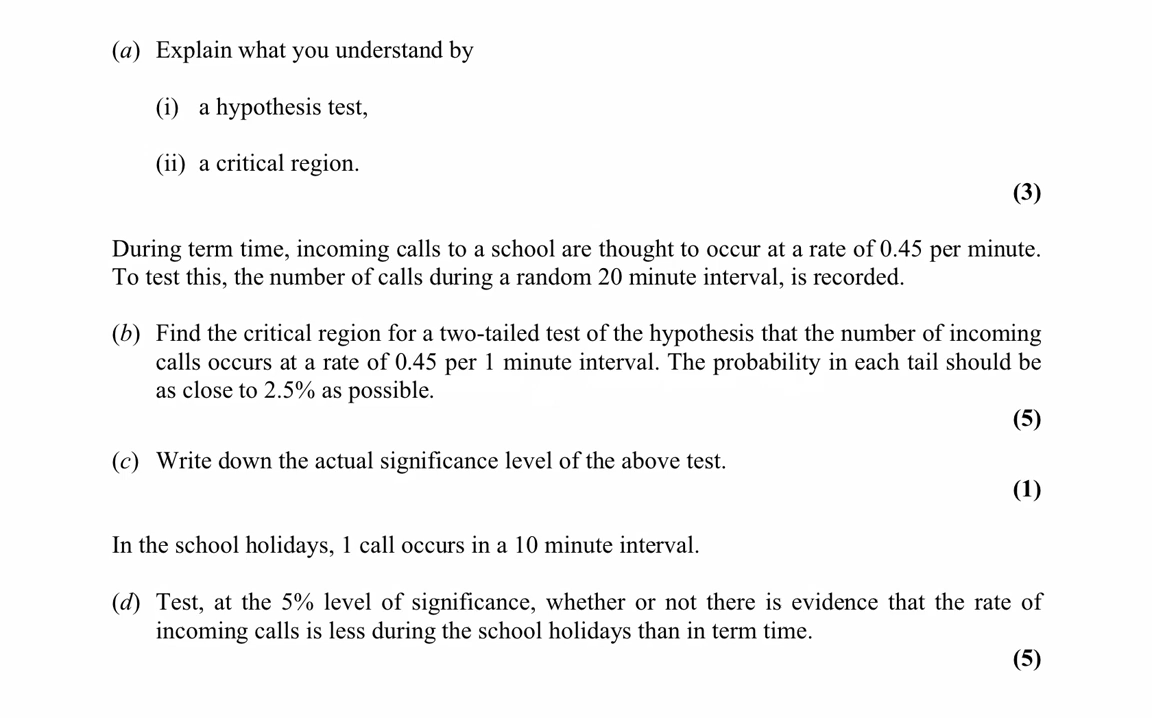 (a) Explain what you understand by
(i) a hypothesis test,
(ii) a critical region.
(3)
During term time, incoming calls to a school are thought to occur at a rate of 0.45 per minute.
To test this, the number of calls during a random 20 minute interval, is recorded.
(b) Find the critical region for a two-tailed test of the hypothesis that the number of incoming
calls occurs at a rate of 0.45 per 1 minute interval. The probability in each tail should be
as close to 2.5% as possible.
(5)
(c) Write down the actual significance level of the above test.
(1)
In the school holidays, 1 call occurs in a 10 minute interval.
(d) Test, at the 5% level of significance, whether or not there is evidence that the rate of
incoming calls is less during the school holidays than in term time.
(5)